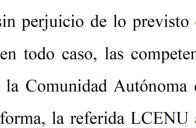 sin perjuicio de lo previsto
en todo caso, las competen
la Comunidad Autónoma
forma, la referida LCENU